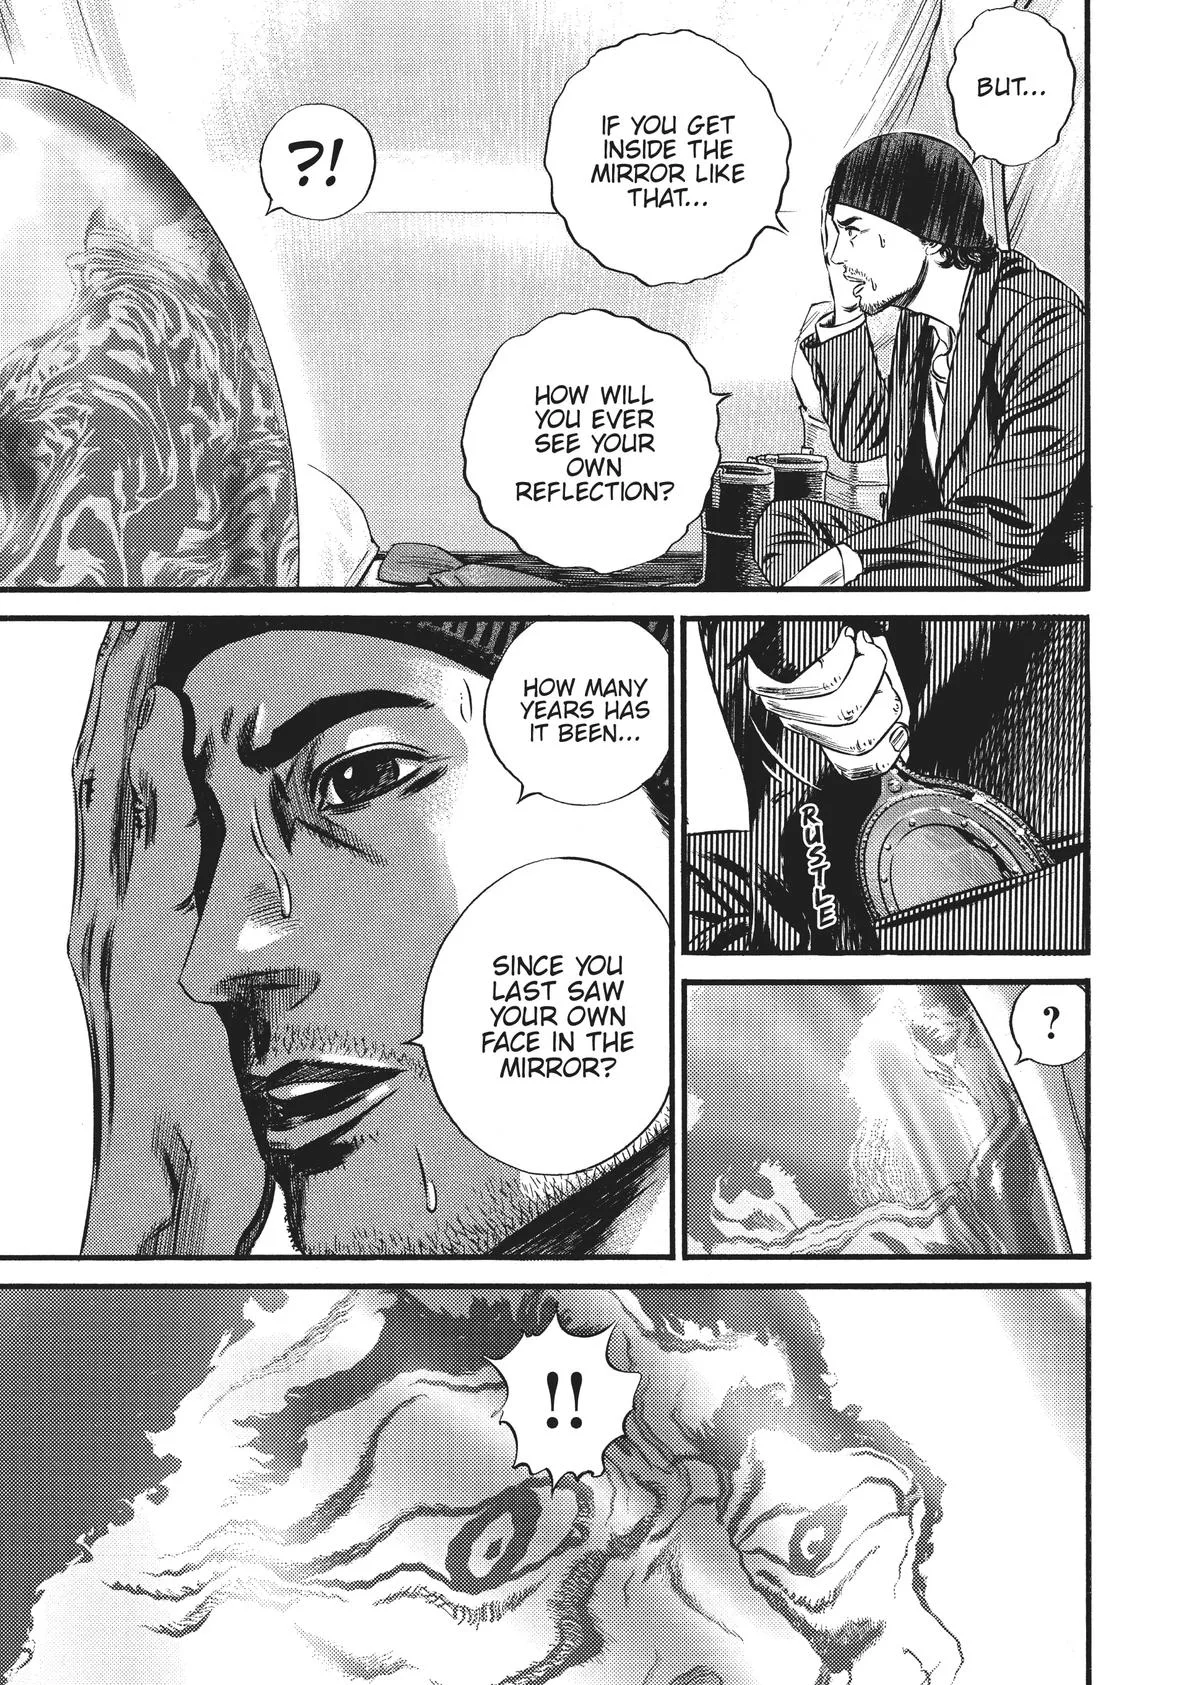 BUT...
IF YOU GET
INSIDE THE
MIRROR LIKE
THAT...
?!
HOW WILL
YOU EVER
SEE YOUR
OWN
REFLECTION?
RUSTLE
HOW MANY
YEARS HAS
IT BEEN...
SINCE YOU
LAST SAW
YOUR OWN
FACE IN THE
MIRROR?
?
!!